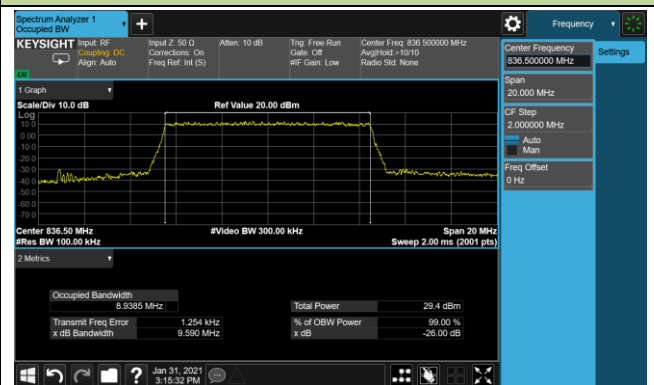 Spectrum Analyzer 1
Occupied BW
Frequency
KEYSIGHT
Input: RF
Coupling: DC
Align: Auto
Input Z: 50 Ω
Corrections: On
Freq Ref: Int (S)
Atten: 10 dB
Trig: Free Run
Gate: Off
#IF Gain: Low
Center Freq: 836.500000 MHz
Avg|Hold:>10/10
Radio Std: None
Center Frequency
836.500000 MHz
Settings
Span
20.000 MHz
CF Step
2.000000 MHz
Auto
Man
Freq Offset
0 Hz
1 Graph
Scale/Div 10.0 dB
Ref Value 20.00 dBm
Log
10.0
0.00
-10.0
-20.0
-30.0
-40.0
-50.0
-60.0
-70.0
Center 836.50 MHz
#Video BW 300.00 kHz
Span 20 MHz
#Res BW 100.00 kHz
Sweep 2.00 ms (2001 pts)
2 Metrics
Occupied Bandwidth
8.9385 MHz
Total Power
29.4 dBm
Transmit Freq Error
1.254 kHz
% of OBW Power
99.00 %
x dB Bandwidth
9.590 MHz
x dB
-26.00 dB
Jan 31, 2021
3:15:32 PM